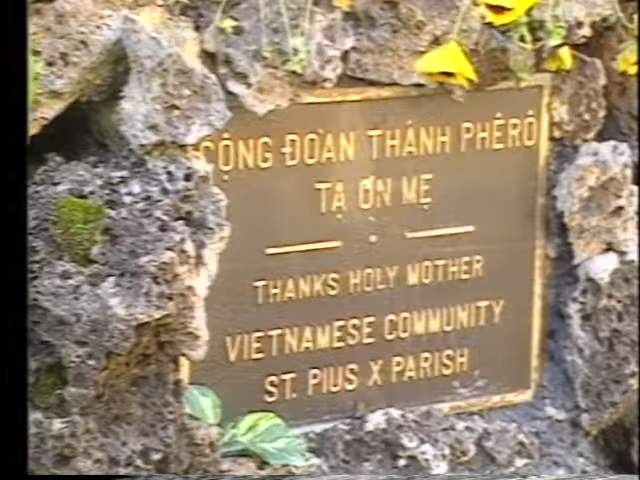 CỘNG ĐOÀN THÁNH PHÊRÔ
TẠ ƠN MẸ
THANKS HOLY MOTHER
VIETNAMESE COMMUNITY
ST. PIUS X PARISH